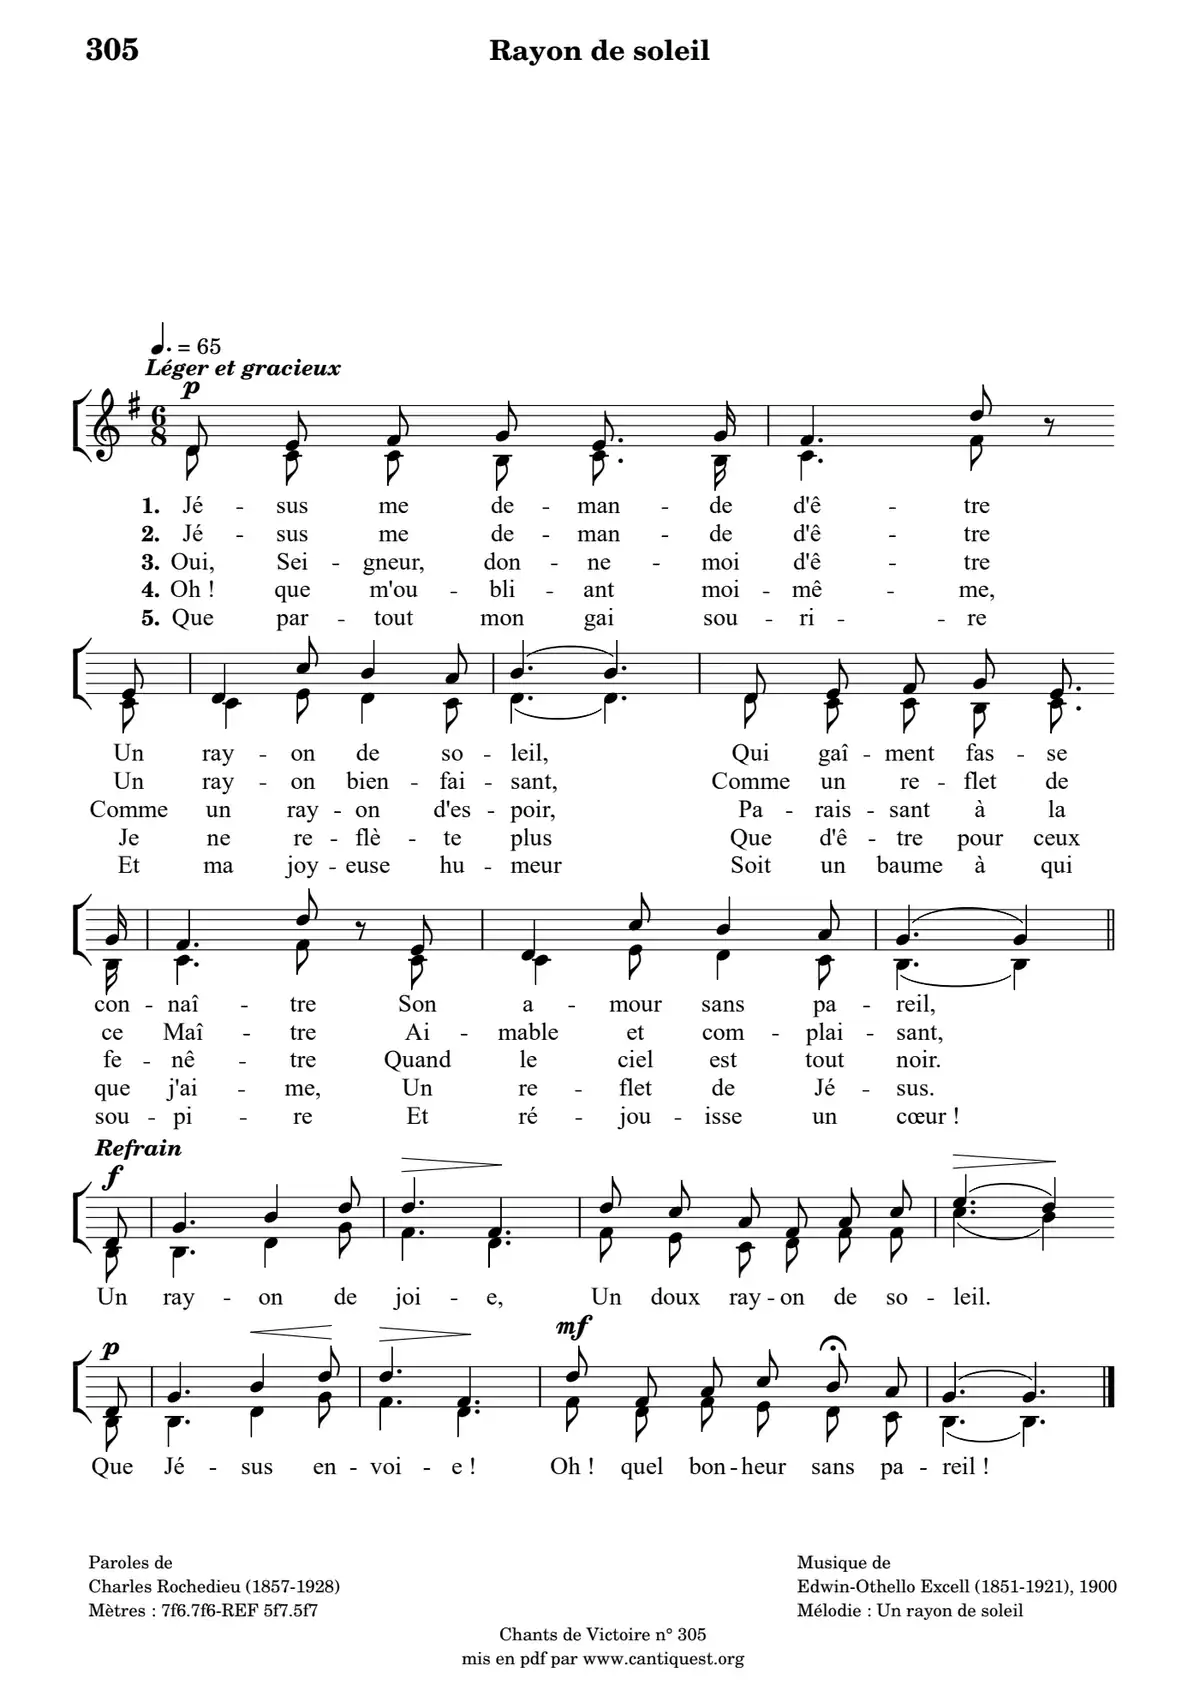 305 Rayon de soleil
= 65
Léger et gracieux
p
6
8
1. Jé - sus me de - man - de d'ê - tre
2. Jé - sus me de - man - de d'ê - tre
3. Oui, Sei - gneur, don - ne - moi d'ê - tre
4. Oh ! que m'ou - bli - ant moi - mê - me,
5. Que par - tout mon gai sou - ri - re
Un ray - on de so - leil, Qui gaî - ment fas - se
Un ray - on bien - fai - sant, Comme un re - flet de
Comme un ray - on d'es - poir, Pa - rais - sant à la
Je ne re - flè - te plus Que d'ê - tre pour ceux
Et ma joy - euse hu - meur Soit un baume à qui
con - naî - tre Son a - mour sans pa - reil,
ce Maî - tre Ai - mable et com - plai - sant,
fe - nê - tre Quand le ciel est tout noir.
que j'ai - me, Un re - flet de Jé - sus.
sou - pi - re Et ré - jou - isse un cœur !
Refrain
f
Un ray - on de joi - e, Un doux ray - on de so - leil.
p mf
Que Jé - sus en - voi - e ! Oh ! quel bon - heur sans pa - reil !
Paroles de
Charles Rochedieu (1857-1928)
Mètres : 7f6.7f6-REF 5f7.5f7
Musique de
Edwin-Othello Excell (1851-1921), 1900
Mélodie : Un rayon de soleil
Chants de Victoire n° 305
mis en pdf par www.cantiquest.org